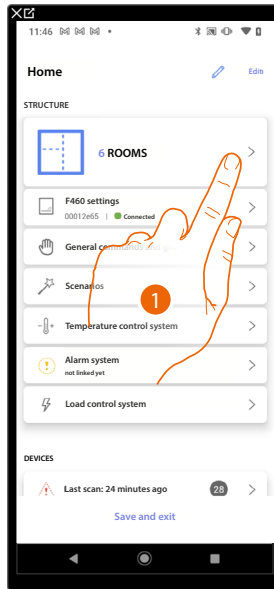 11:46
Home
Edit
STRUCTURE
6 ROOMS
F460 settings
00012e65 | Connected
General
Scenarios
1
Temperature control system
Alarm system
not linked yet
Load control system
DEVICES
Last scan: 24 minutes ago 28
Save and exit